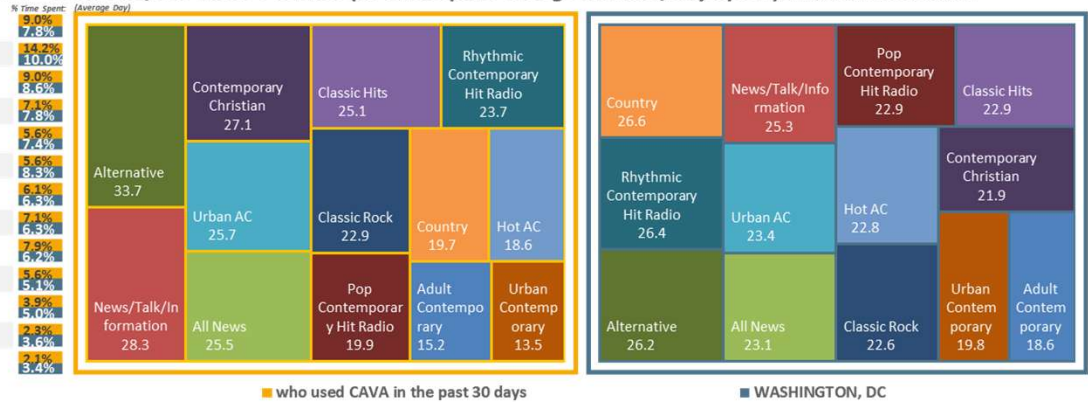 % Time Spent: (Average Day)
9.0%
7.8%
14.2%
10.0%
9.0%
8.6%
7.1%
7.8%
5.6%
7.4%
5.6%
8.3%
6.1%
6.3%
7.1%
6.3%
7.9%
6.2%
5.6%
5.1%
3.9%
5.0%
2.3%
3.6%
2.1%
3.4%
Alternative
33.7
News/Talk/In
formation
28.3
Contemporary
Christian
27.1
Urban AC
25.7
All News
25.5
Classic Hits
25.1
Rhythmic
Contemporary
Hit Radio
23.7
Classic Rock
22.9
Pop
Contemporar
y Hit Radio
19.9
Country
19.7
Hot AC
18.6
Adult
Contempo
rary
15.2
Urban
Contemp
orary
13.5
Country
26.6
Rhythmic
Contemporary
Hit Radio
26.4
Alternative
26.2
News/Talk/Info
rmation
25.3
Urban AC
23.4
All News
23.1
Pop
Contemporary
Hit Radio
22.9
Classic Hits
22.9
Hot AC
22.8
Classic Rock
22.6
Contemporary
Christian
21.9
Urban
Contem
porary
19.8
Adult
Contem
porary
18.6
who used CAVA in the past 30 days
WASHINGTON, DC